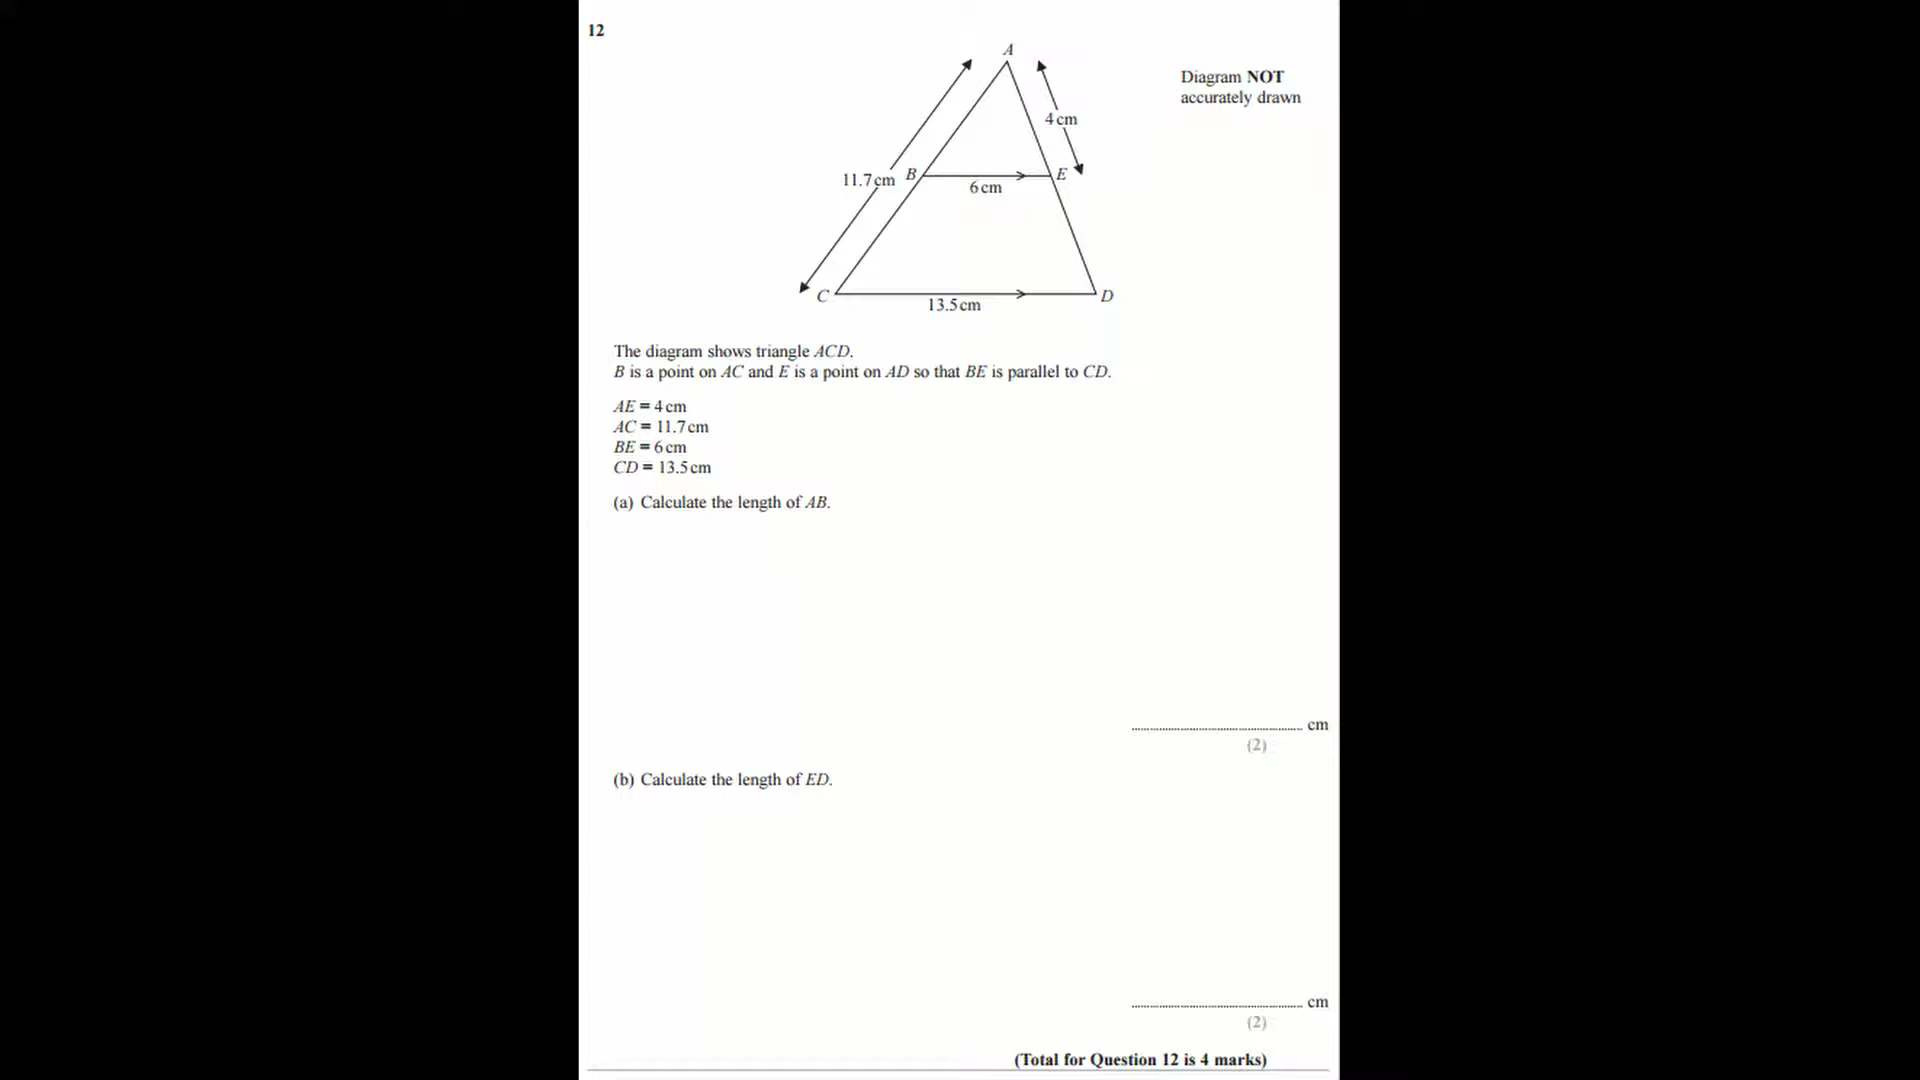 12
A
Diagram NOT
accurately drawn
4 cm
11.7 cm
B
E
6 cm
C
D
13.5 cm
The diagram shows triangle ACD.
B is a point on AC and E is a point on AD so that BE is parallel to CD.
AE = 4 cm
AC = 11.7 cm
BE = 6 cm
CD = 13.5 cm
(a) Calculate the length of AB.
.......................................................... cm
(2)
(b) Calculate the length of ED.
.......................................................... cm
(2)
(Total for Question 12 is 4 marks)